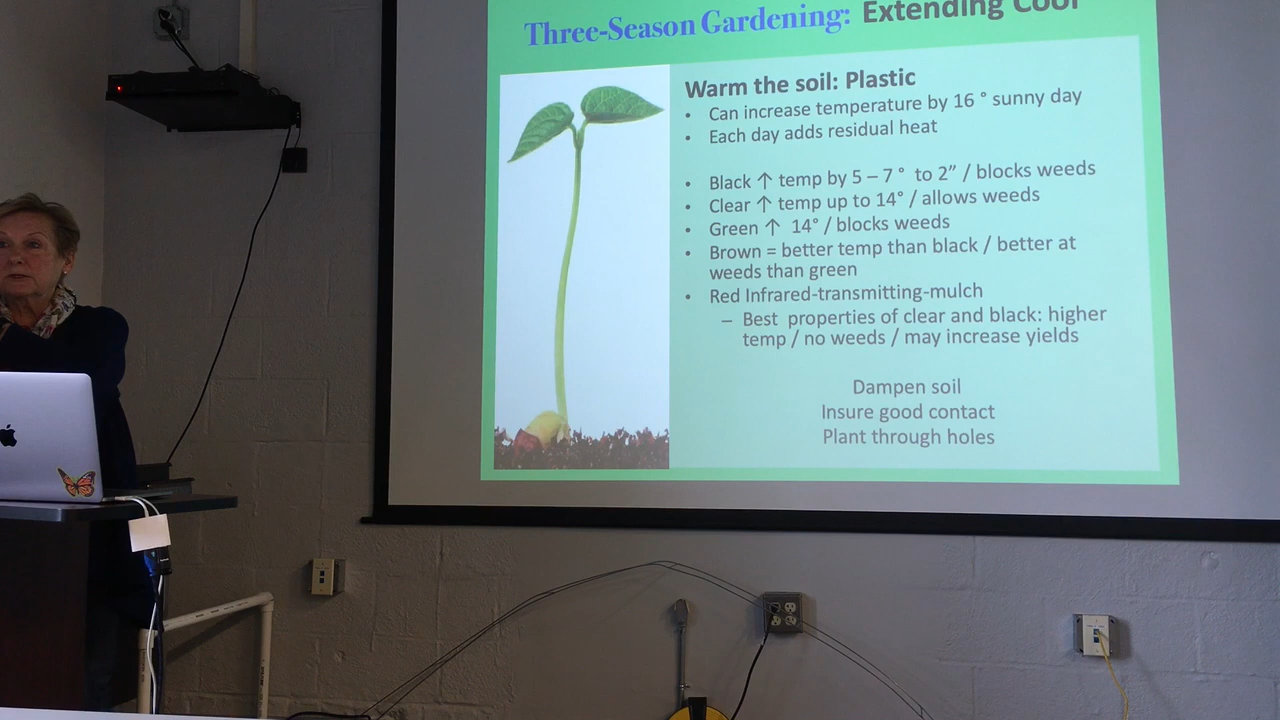 Three-Season Gardening: Extending Cool
Warm the soil: Plastic
• Can increase temperature by 16 ° sunny day
• Each day adds residual heat
• Black ↑ temp by 5 – 7 ° to 2” / blocks weeds
• Clear ↑ temp up to 14° / allows weeds
• Green ↑ 14° / blocks weeds
• Brown = better temp than black / better at
weeds than green
• Red Infrared-transmitting-mulch
– Best properties of clear and black: higher
temp / no weeds / may increase yields
Dampen soil
Insure good contact
Plant through holes